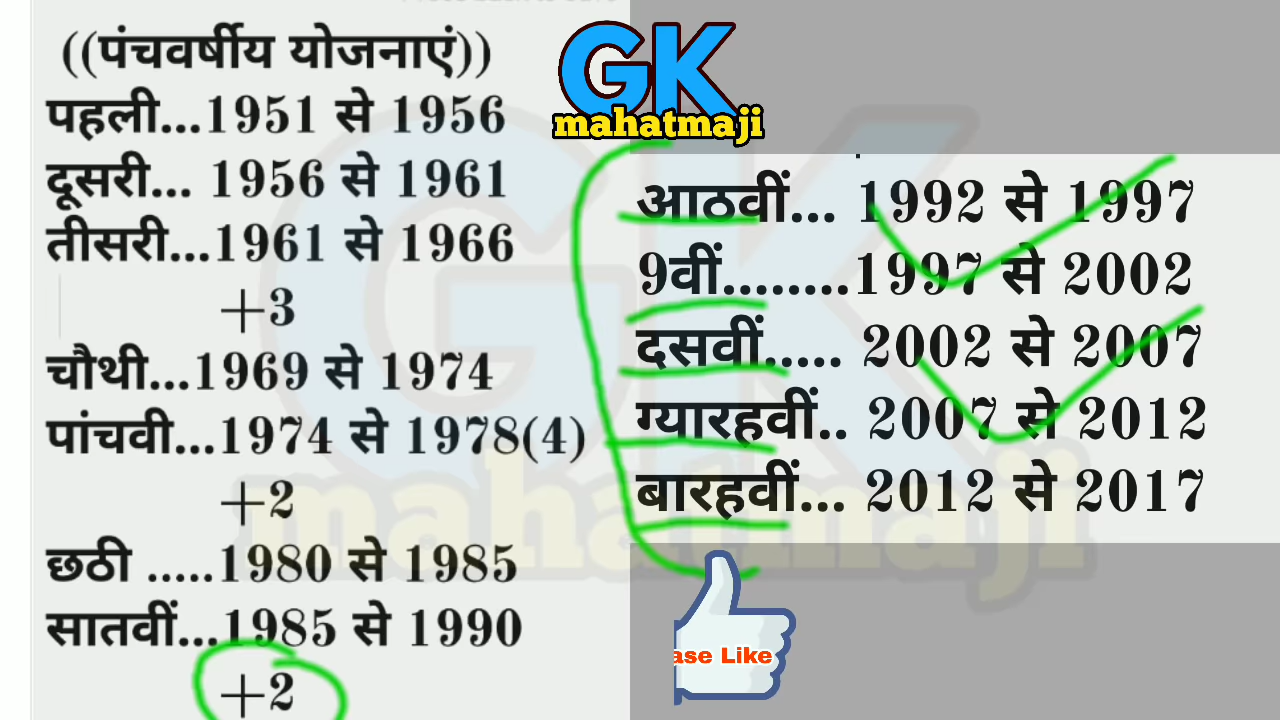 ((पंचवर्षीय योजनाएं))
पहली...1951 से 1956
दूसरी... 1956 से 1961
तीसरी...1961 से 1966
+3
चौथी...1969 से 1974
पांचवी...1974 से 1978(4)
+2
छठी .....1980 से 1985
सातवीं...1985 से 1990
+2
GK
mahatmaji
आठवीं... 1992 से 1997
9वीं........1997 से 2002
दसवीं..... 2002 से 2007
ग्यारहवीं.. 2007 से 2012
बारहवीं... 2012 से 2017
ase Like
GK
mahatmaji